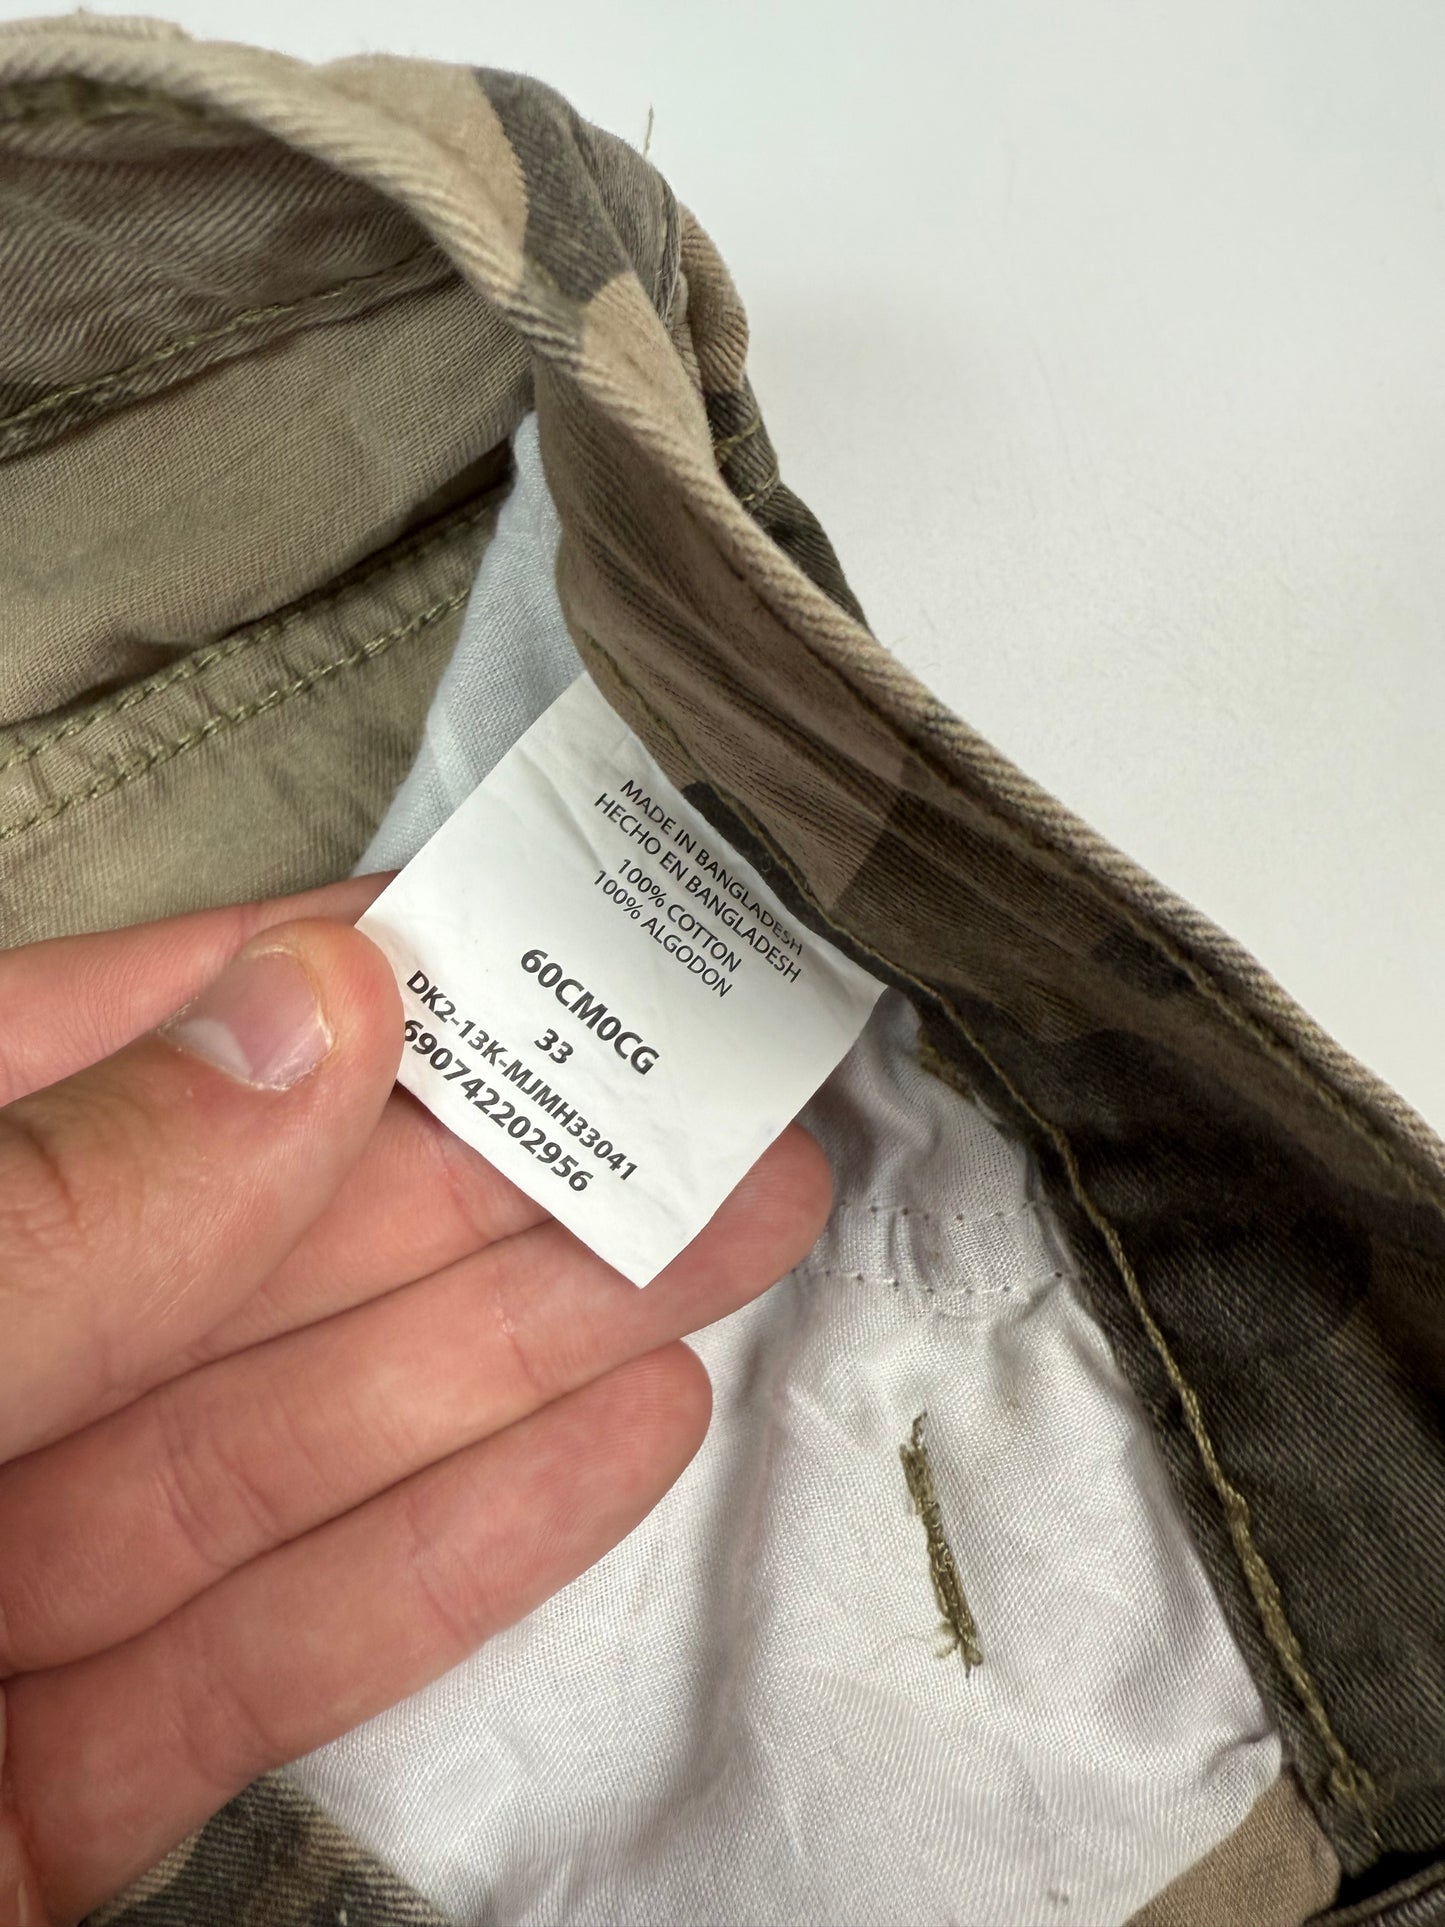 MADE IN BANGLADESH
HECHO EN BANGLADESH
100% COTTON
100% ALGODON
60CM0CG
33
DK2-13K-MJMH33041
690742202956